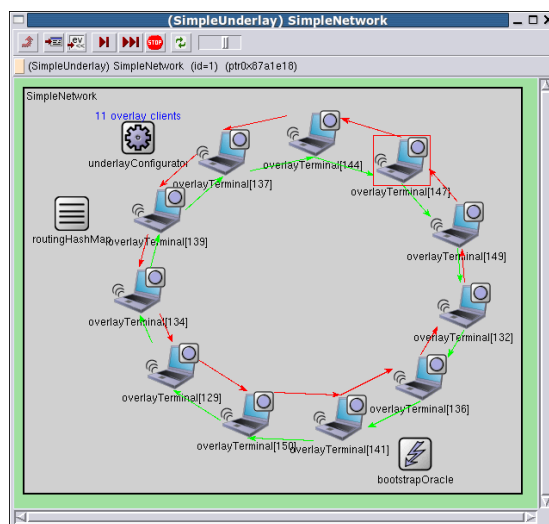 (SimpleUnderlay) SimpleNetwork
STOP
(SimpleUnderlay) SimpleNetwork (id=1) (ptr0x87a1e18)
SimpleNetwork
11 overlay clients
underlayConfigurator
overlayTerminal[144]
overlayTerminal[137]
overlayTerminal[147]
routingHashMap
overlayTerminal[139]
overlayTerminal[149]
overlayTerminal[134]
overlayTerminal[132]
overlayTerminal[129]
overlayTerminal[136]
overlayTerminal[150]
overlayTerminal[141]
bootstrapOracle